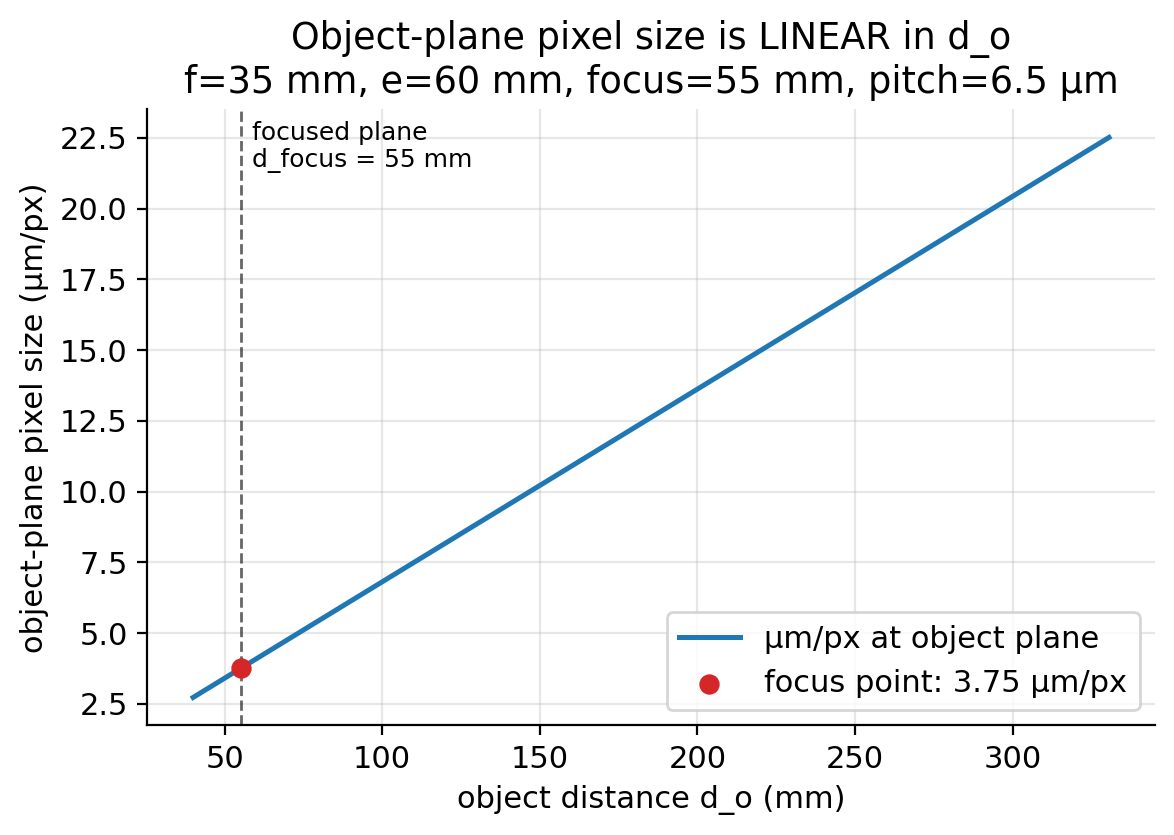 Object-plane pixel size is LINEAR in d_o
f=35 mm, e=60 mm, focus=55 mm, pitch=6.5 µm
focused plane
d_focus = 55 mm
object-plane pixel size (µm/px)
22.5
20.0
17.5
15.0
12.5
10.0
7.5
5.0
2.5
µm/px at object plane
focus point: 3.75 µm/px
50
100
150
200
250
300
object distance d_o (mm)